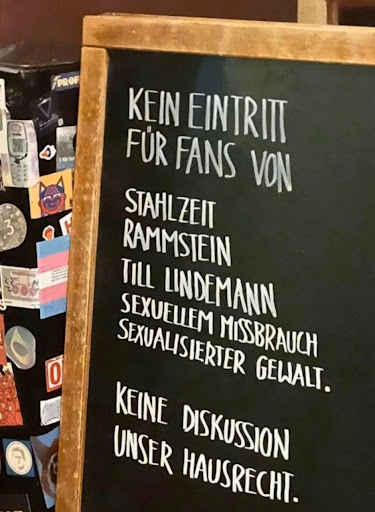 KEIN EINTRITT
FÜR FANS VON
STAHLZEIT
RAMMSTEIN
TILL LINDEMANN
SEXUELLEM MISSBRAUCH
SEXUALISIERTER GEWALT.
KEINE DISKUSSION
UNSER HAUSRECHT.